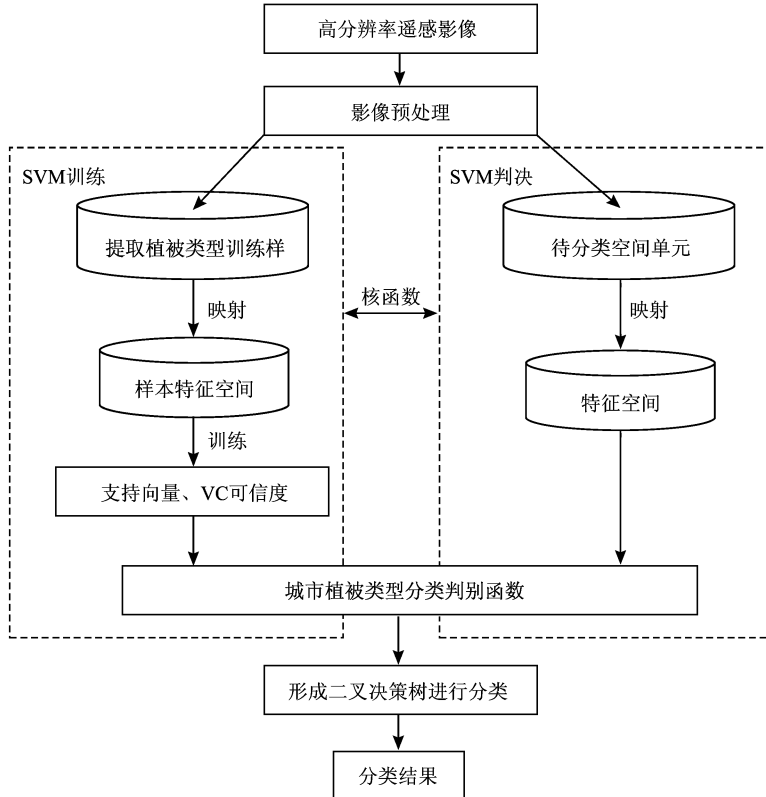 高分辨率遥感影像
影像预处理
SVM训练
SVM判决
提取植被类型训练样
待分类空间单元
映射
核函数
映射
样本特征空间
特征空间
训练
支持向量、VC可信度
城市植被类型分类判别函数
形成二叉决策树进行分类
分类结果